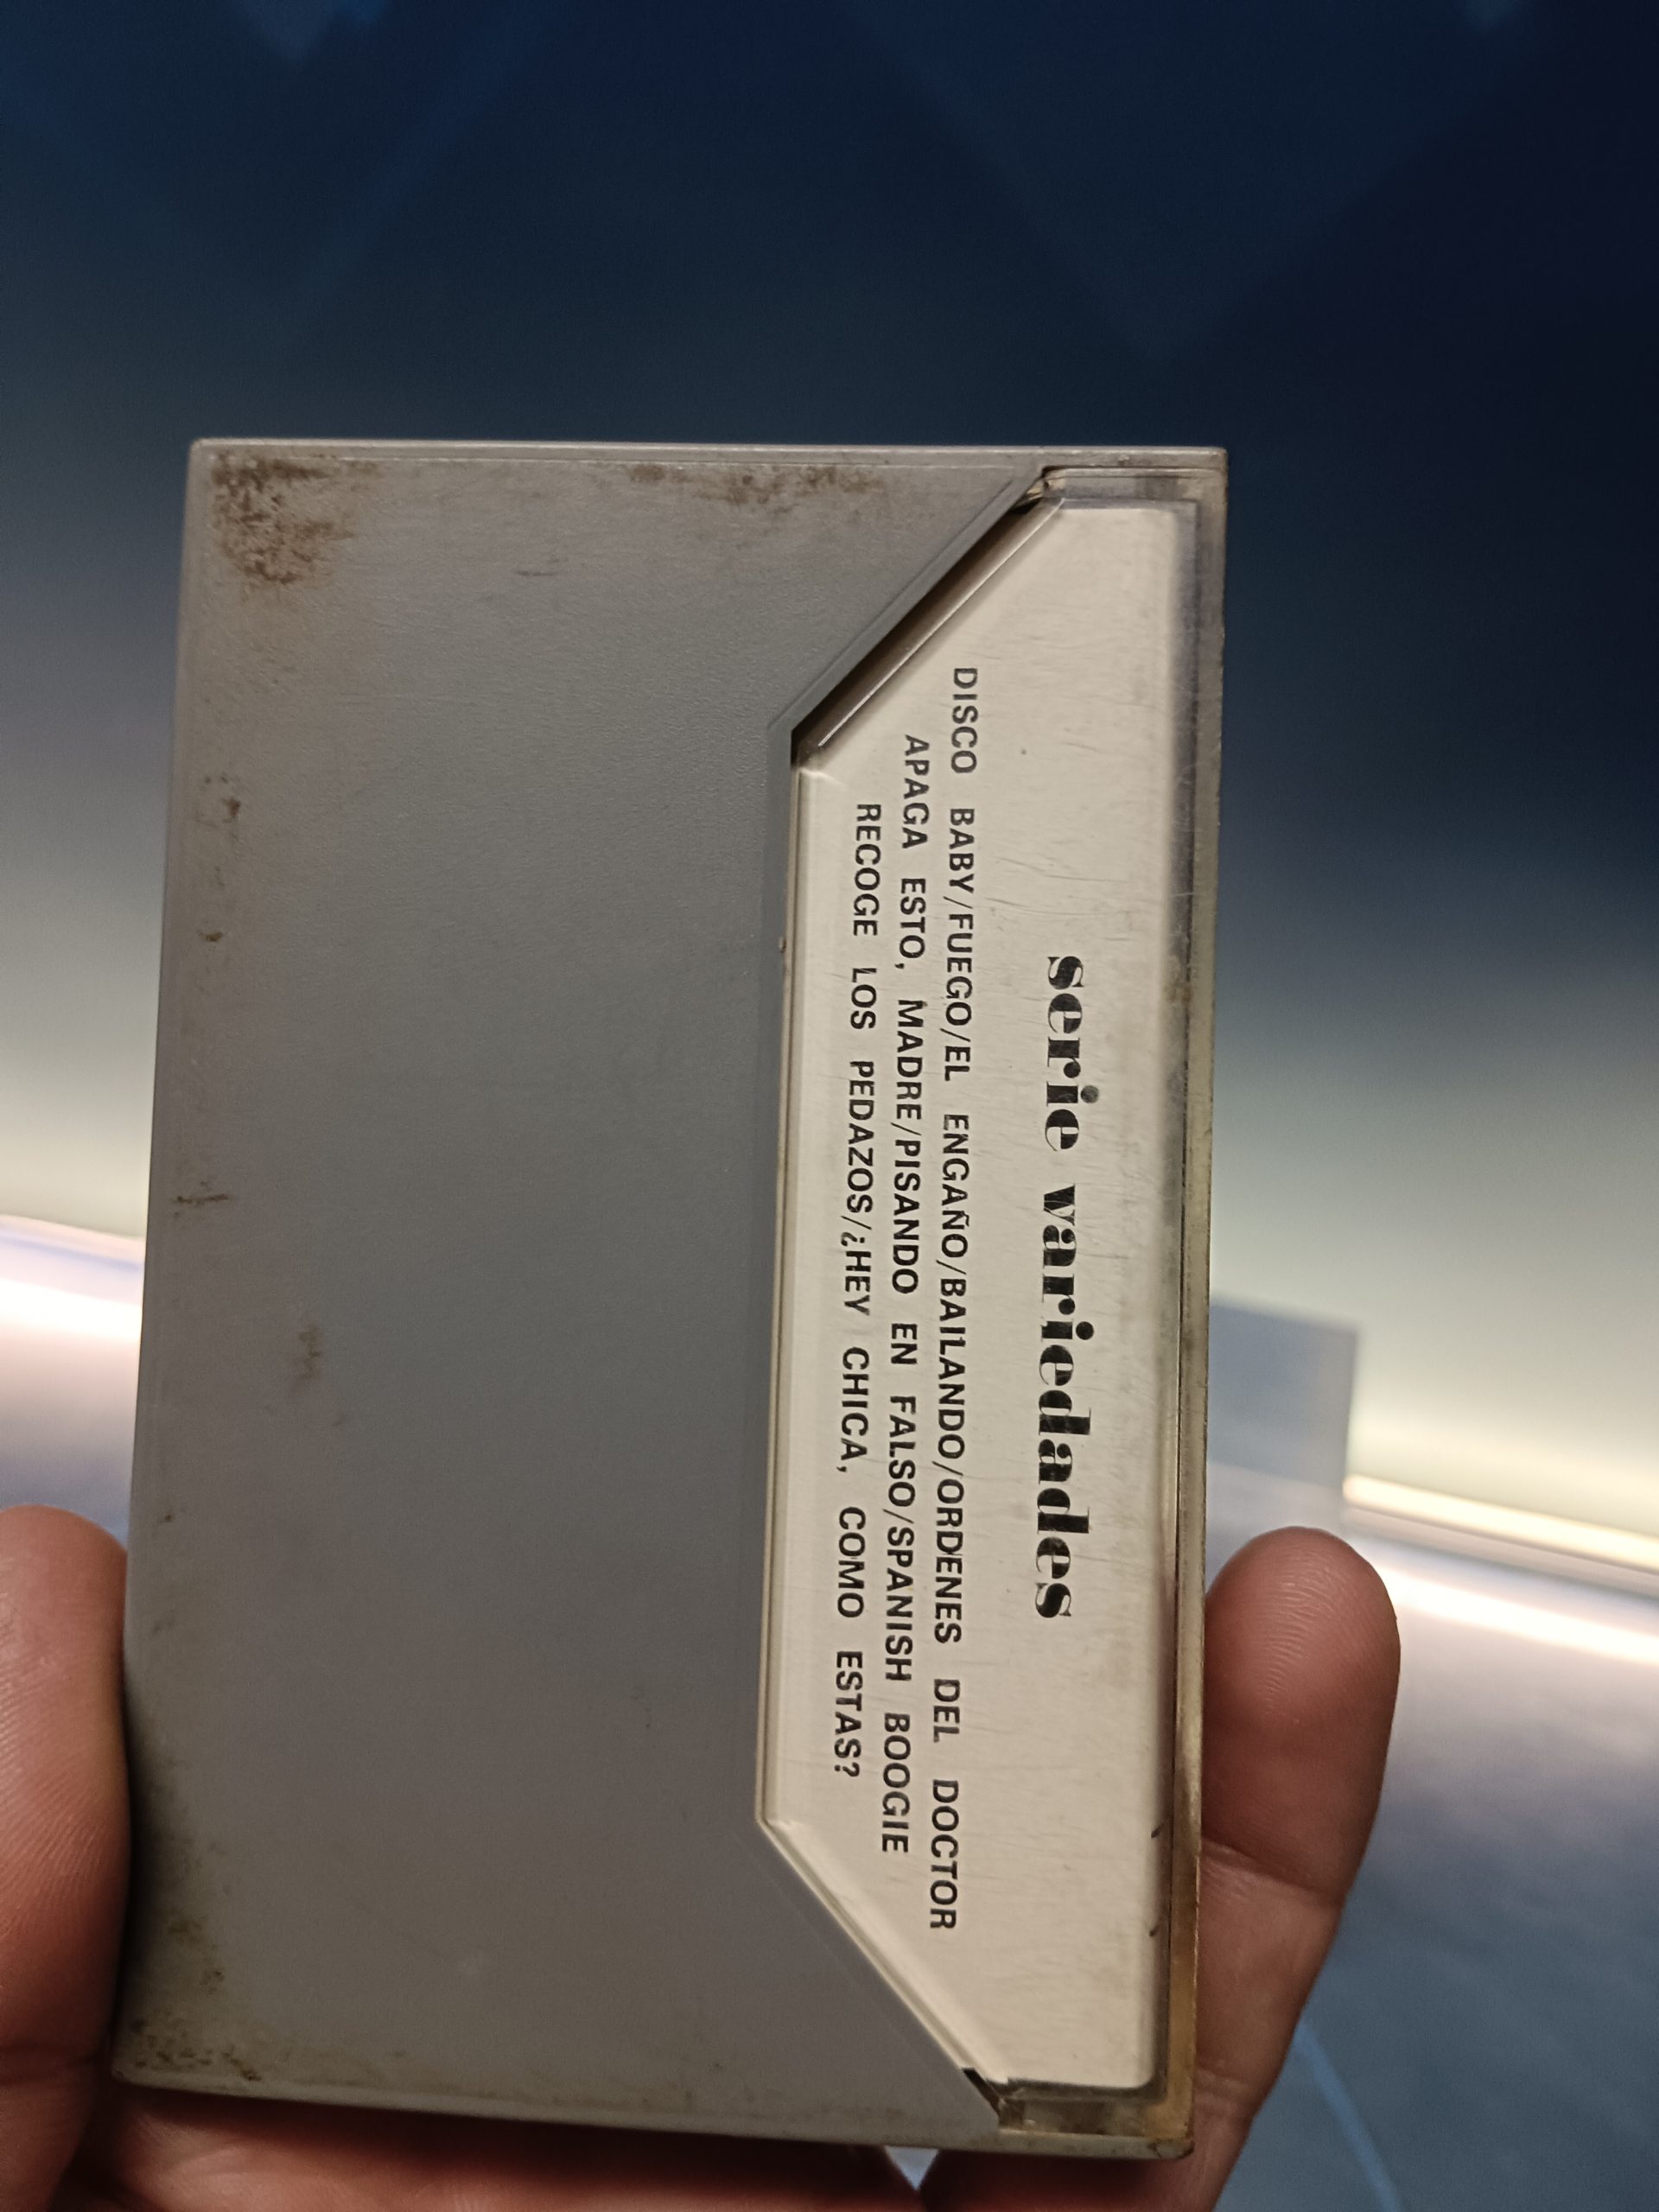 serie variedades
DISCO BABY/FUEGO/EL ENGAÑO/BAILANDO/ORDENES DEL DOCTOR
APAGA ESTO, MADRE/PISANDO EN FALSO/SPANISH BOOGIE
RECOGE LOS PEDAZOS/¿HEY CHICA, COMO ESTAS?